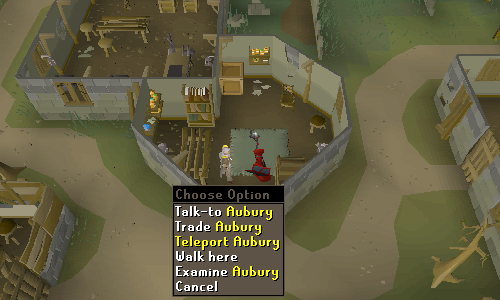 Choose Option
Talk-to Aubury
Trade Aubury
Teleport Aubury
Walk here
Examine Aubury
Cancel